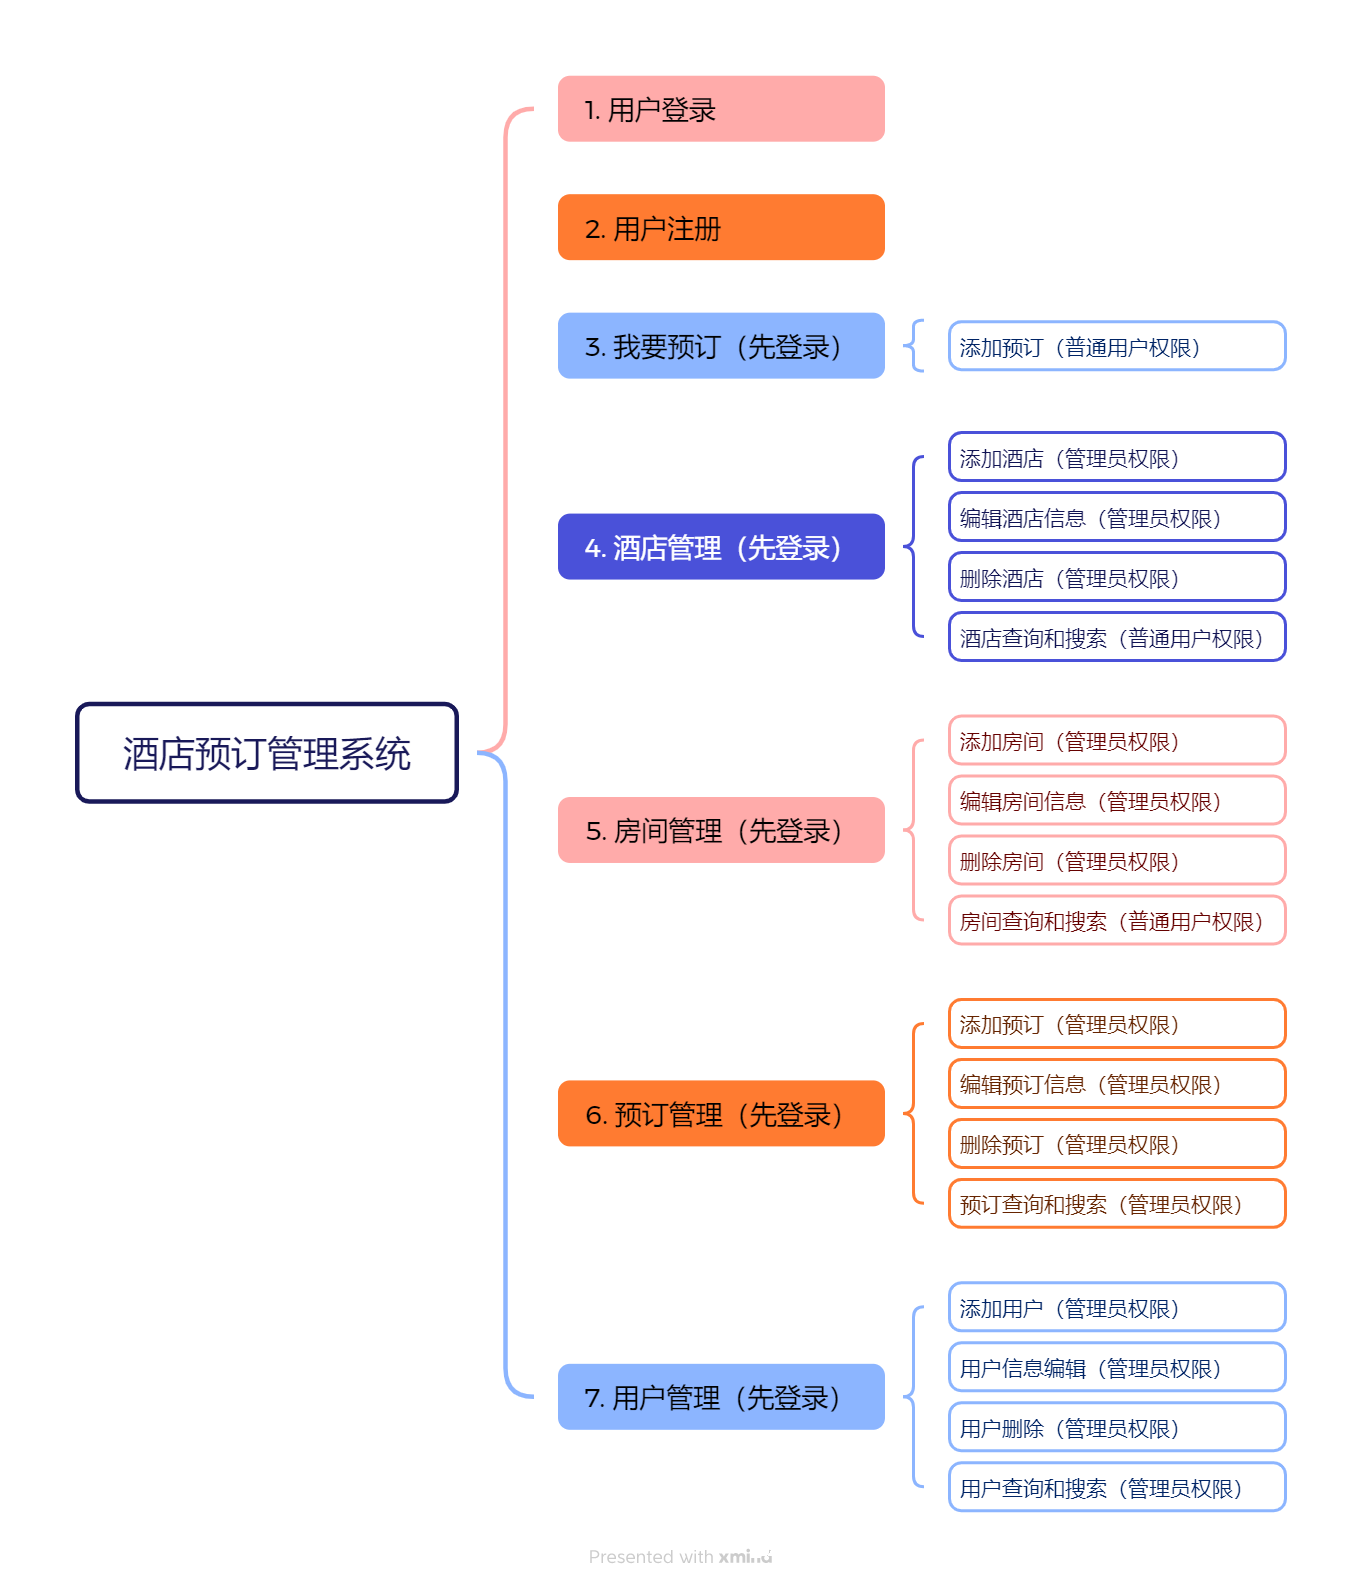 酒店预订管理系统
1. 用户登录
2. 用户注册
3. 我要预订（先登录）
添加预订（普通用户权限）
4. 酒店管理（先登录）
添加酒店（管理员权限）
编辑酒店信息（管理员权限）
删除酒店（管理员权限）
酒店查询和搜索（普通用户权限）
5. 房间管理（先登录）
添加房间（管理员权限）
编辑房间信息（管理员权限）
删除房间（管理员权限）
房间查询和搜索（普通用户权限）
6. 预订管理（先登录）
添加预订（管理员权限）
编辑预订信息（管理员权限）
删除预订（管理员权限）
预订查询和搜索（管理员权限）
7. 用户管理（先登录）
添加用户（管理员权限）
用户信息编辑（管理员权限）
用户删除（管理员权限）
用户查询和搜索（管理员权限）
Presented with xmind